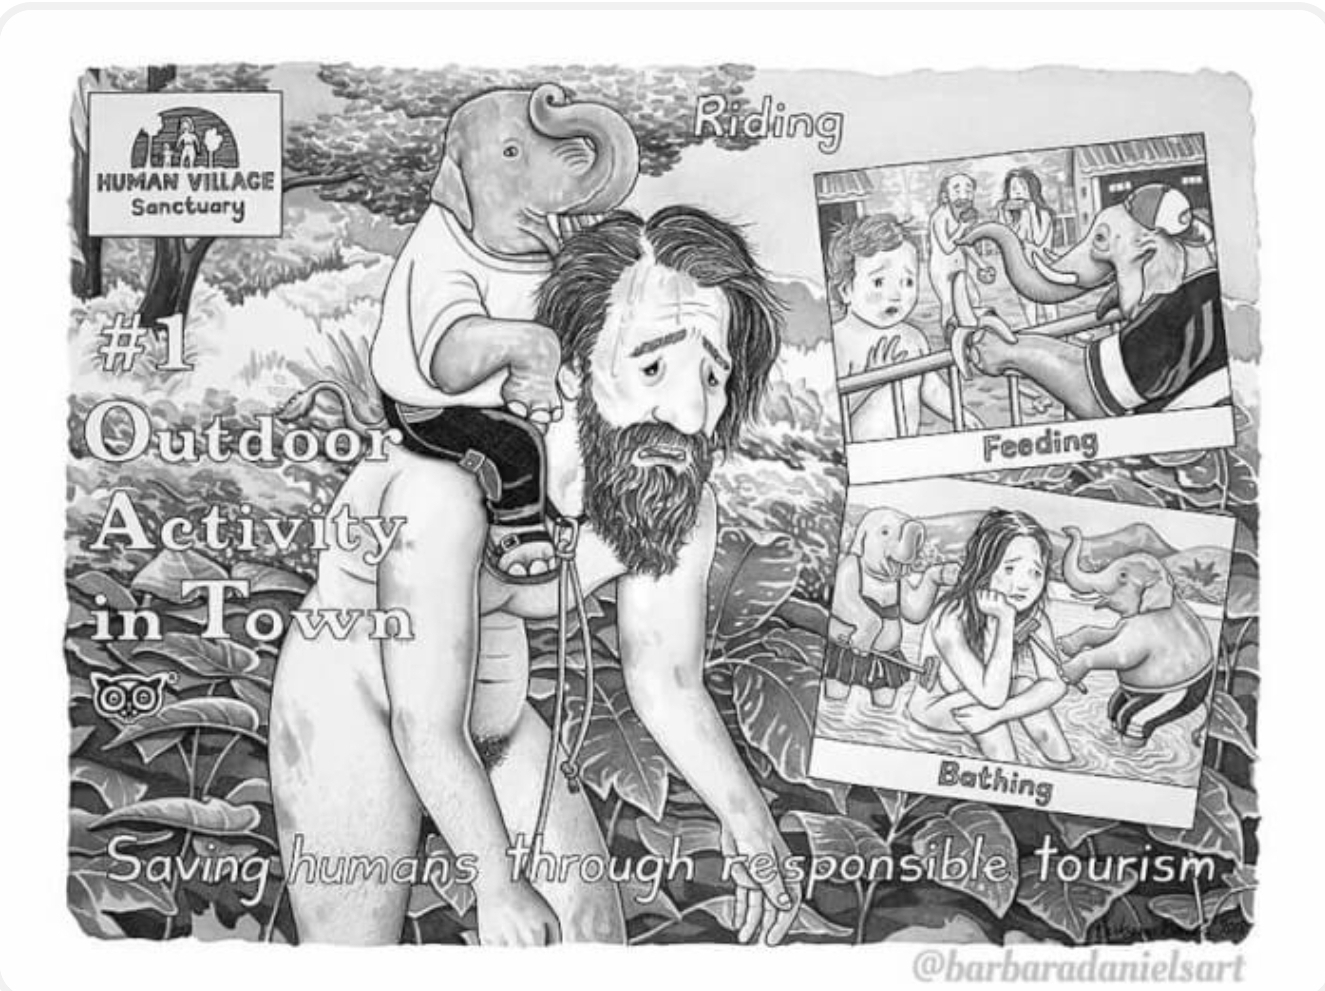 HUMAN VILLAGE
Sanctuary
Riding
#1
Outdoor
Activity
in Town
Feeding
Bathing
Saving humans through responsible tourism
@barbaradanielsart